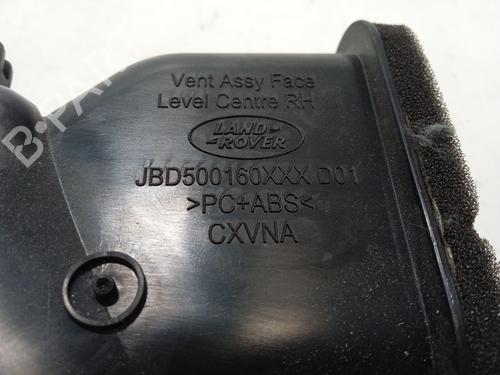 Vent Assy Face
Level Centre RH
LAND-
-ROVER
JBD500160XXX D01
>PC+ABS<
CXVNA